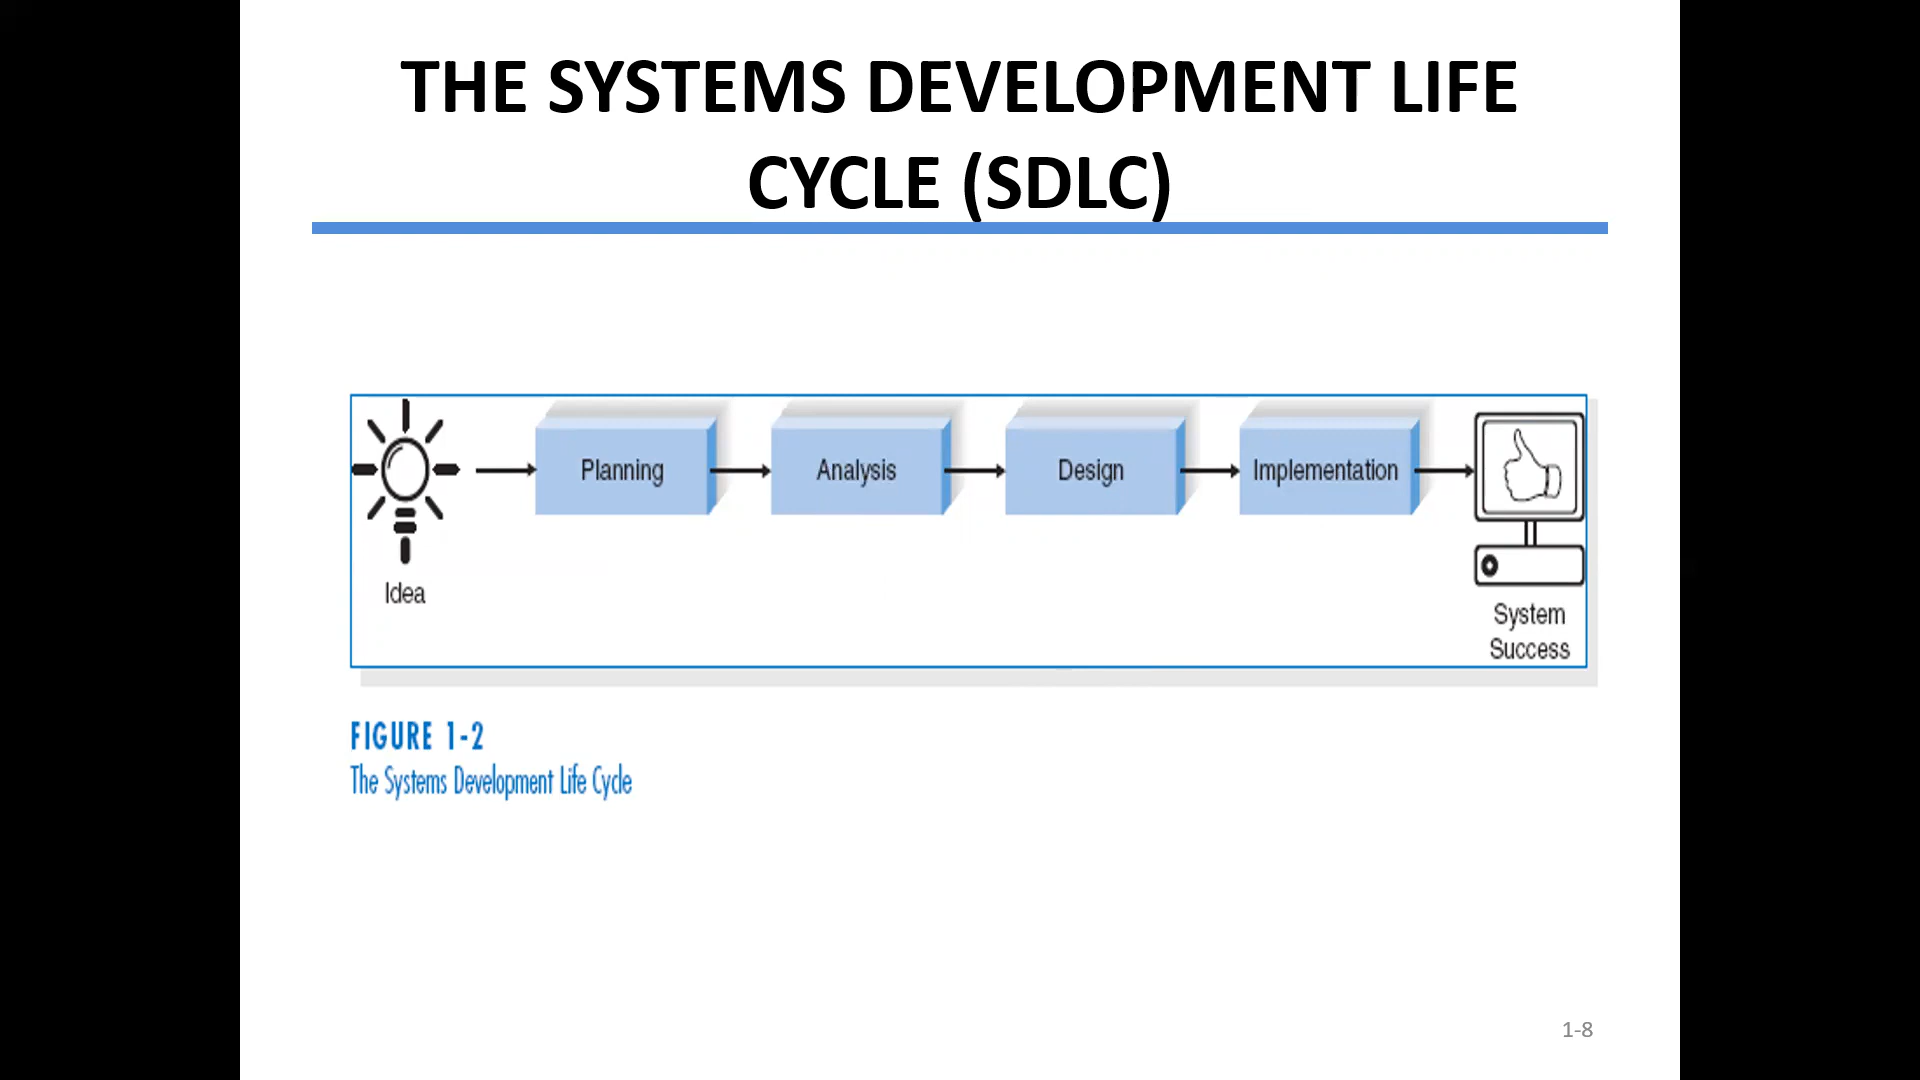 THE SYSTEMS DEVELOPMENT LIFE
CYCLE (SDLC)
Planning
Analysis
Design
Implementation
Idea
System
Success
FIGURE 1-2
The Systems Development Life Cycle
1-8